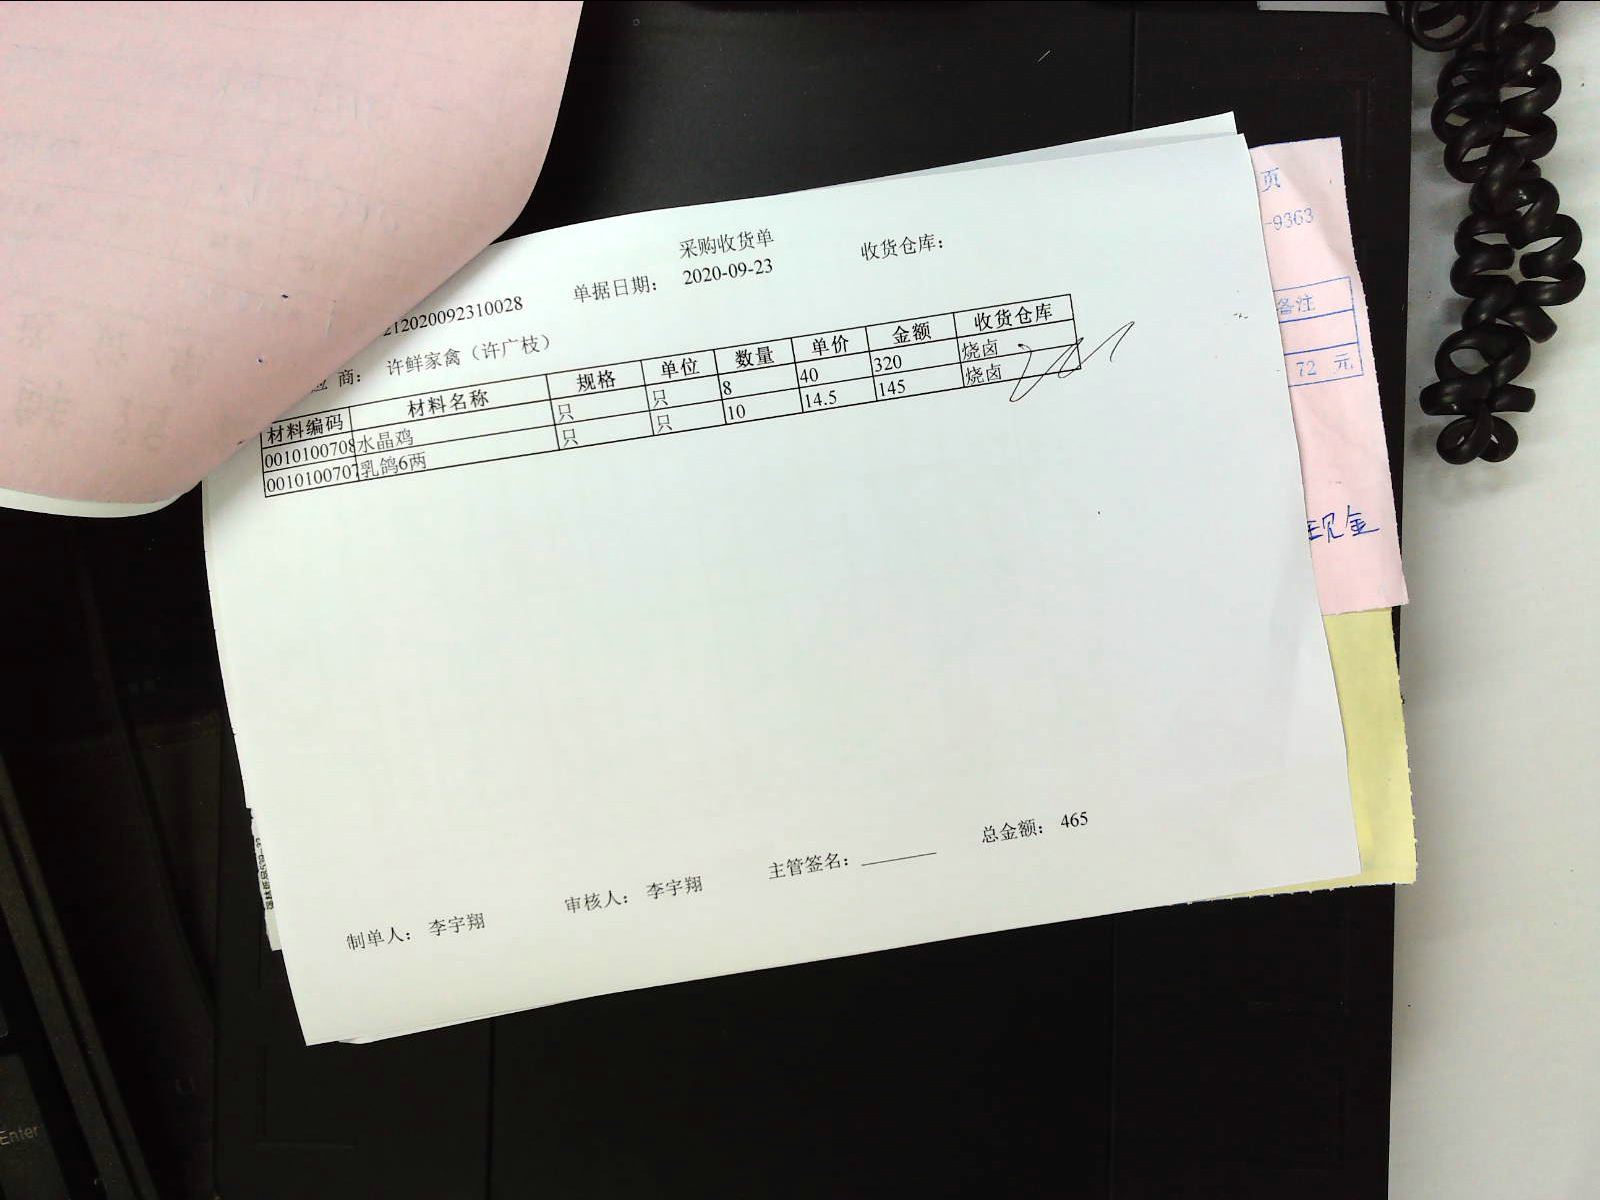 采购收货单
212020092310028 单据日期： 2020-09-23 收货仓库：
应 商： 许鲜家禽（许广枝）
材料编码 材料名称 规格 单位 数量 单价 金额 收货仓库
0010100708 水晶鸡 只 只 8 40 320 烧卤
0010100707 乳鸽6两 只 只 10 14.5 145 烧卤
总金额： 465
制单人： 李宇翔 审核人： 李宇翔 主管签名：
页
-9363
备注
72 元
现金
Enter